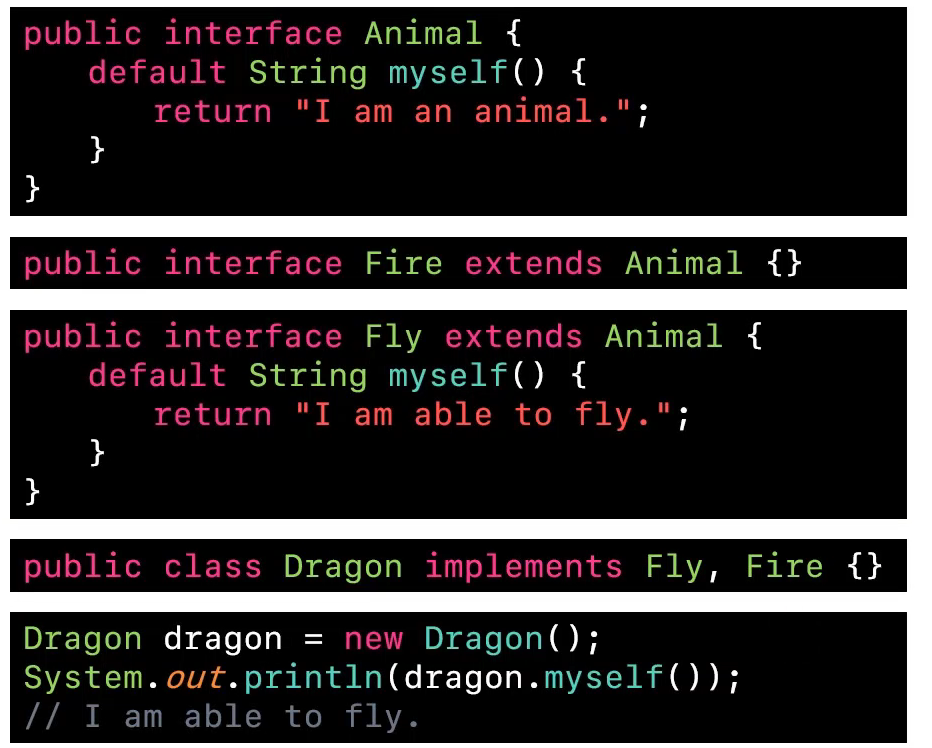 public interface Animal {
    default String myself() {
        return "I am an animal.";
    }
}
public interface Fire extends Animal {}
public interface Fly extends Animal {
    default String myself() {
        return "I am able to fly.";
    }
}
public class Dragon implements Fly, Fire {}
Dragon dragon = new Dragon();
System.out.println(dragon.myself());
// I am able to fly.